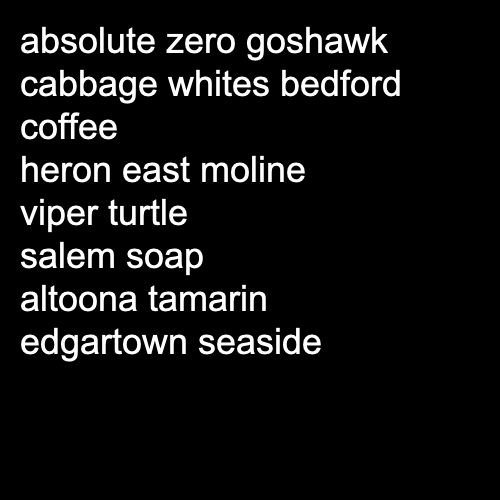 absolute zero goshawk
cabbage whites bedford
coffee
heron east moline
viper turtle
salem soap
altoona tamarin
edgartown seaside